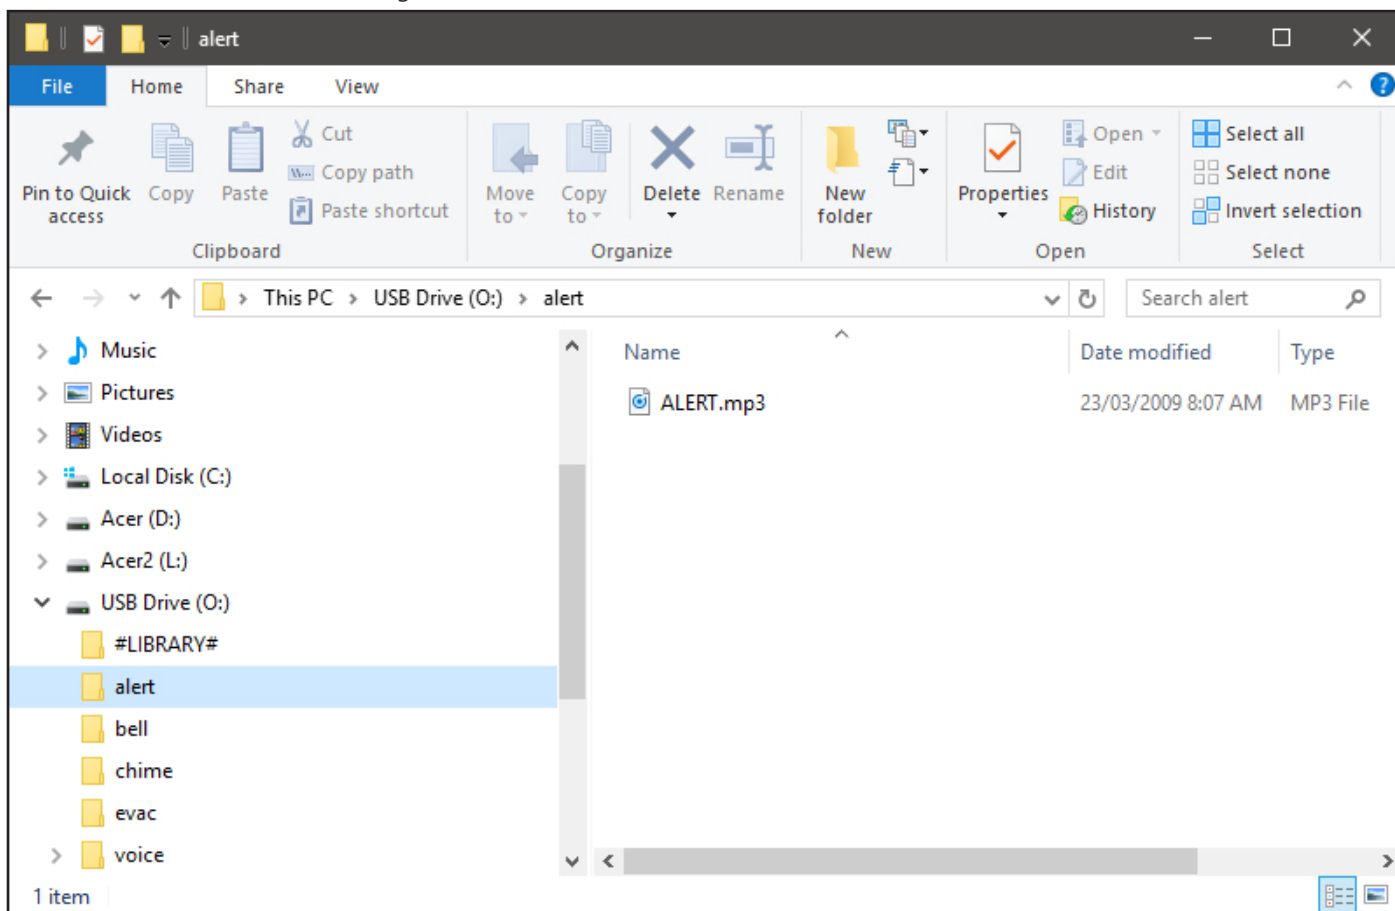 alert
File Home Share View
Pin to Quick access
Copy
Paste
Cut
Copy path
Paste shortcut
Clipboard
Move to
Copy to
Delete
Rename
Organize
New folder
New
Properties
Open
Edit
History
Open
Select all
Select none
Invert selection
Select
This PC > USB Drive (O:) > alert
Search alert
Music
Pictures
Videos
Local Disk (C:)
Acer (D:)
Acer2 (L:)
USB Drive (O:)
#LIBRARY#
alert
bell
chime
evac
voice
Name Date modified Type
ALERT.mp3 23/03/2009 8:07 AM MP3 File
1 item